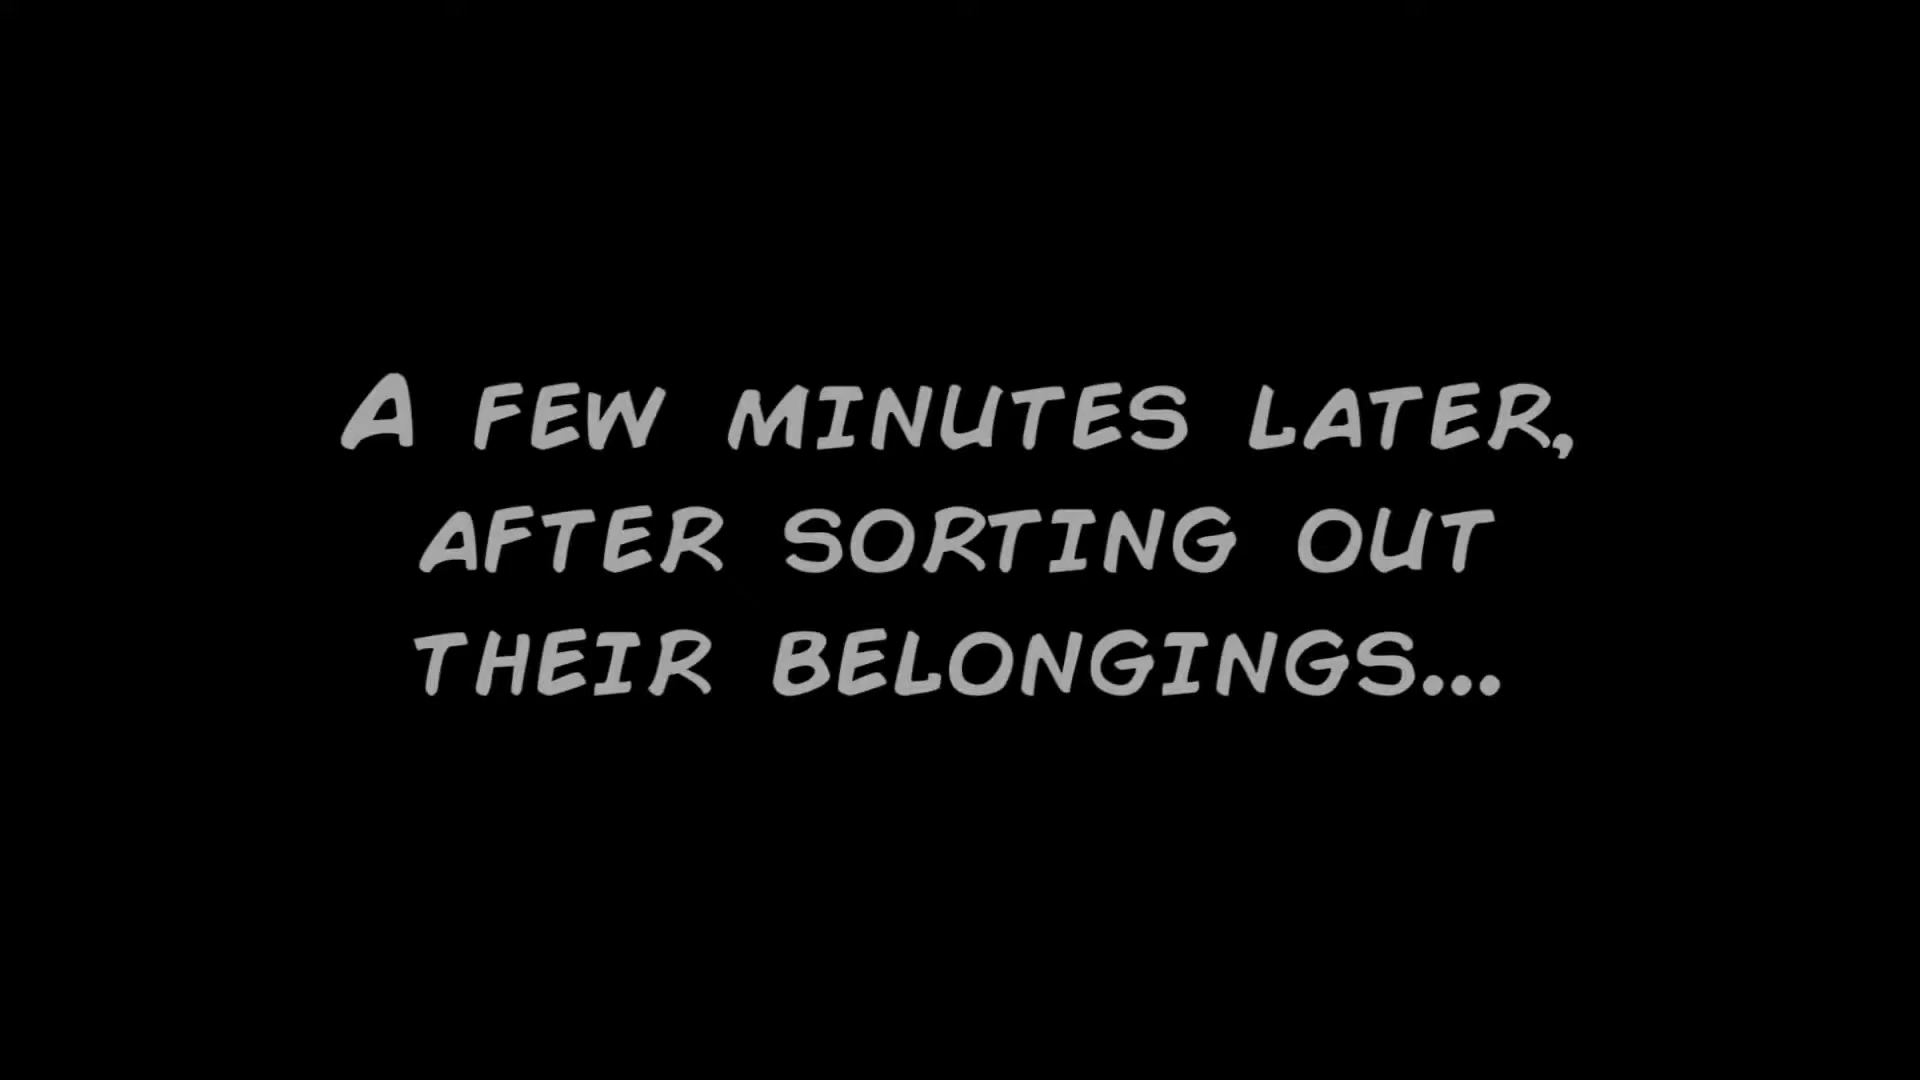 A FEW MINUTES LATER,
AFTER SORTING OUT
THEIR BELONGINGS...